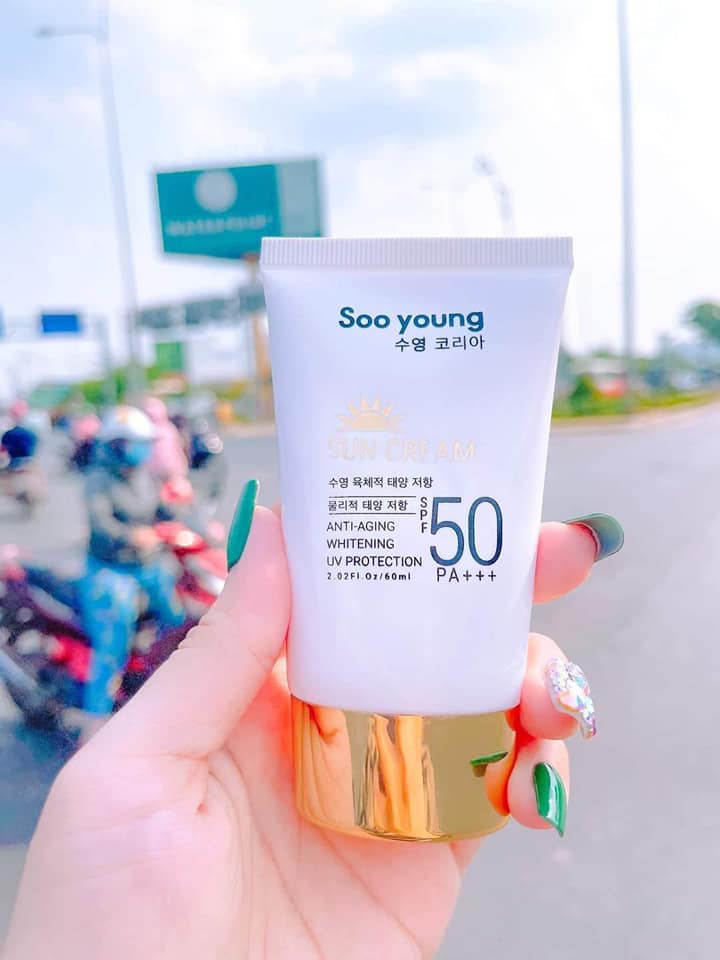 Soo young
수영 코리아
SUN CREAM
수영 육체적 태양 저항
물리적 태양 저항
ANTI-AGING
WHITENING
UV PROTECTION
2.02Fl.Oz/60ml
SPF
50
PA+++